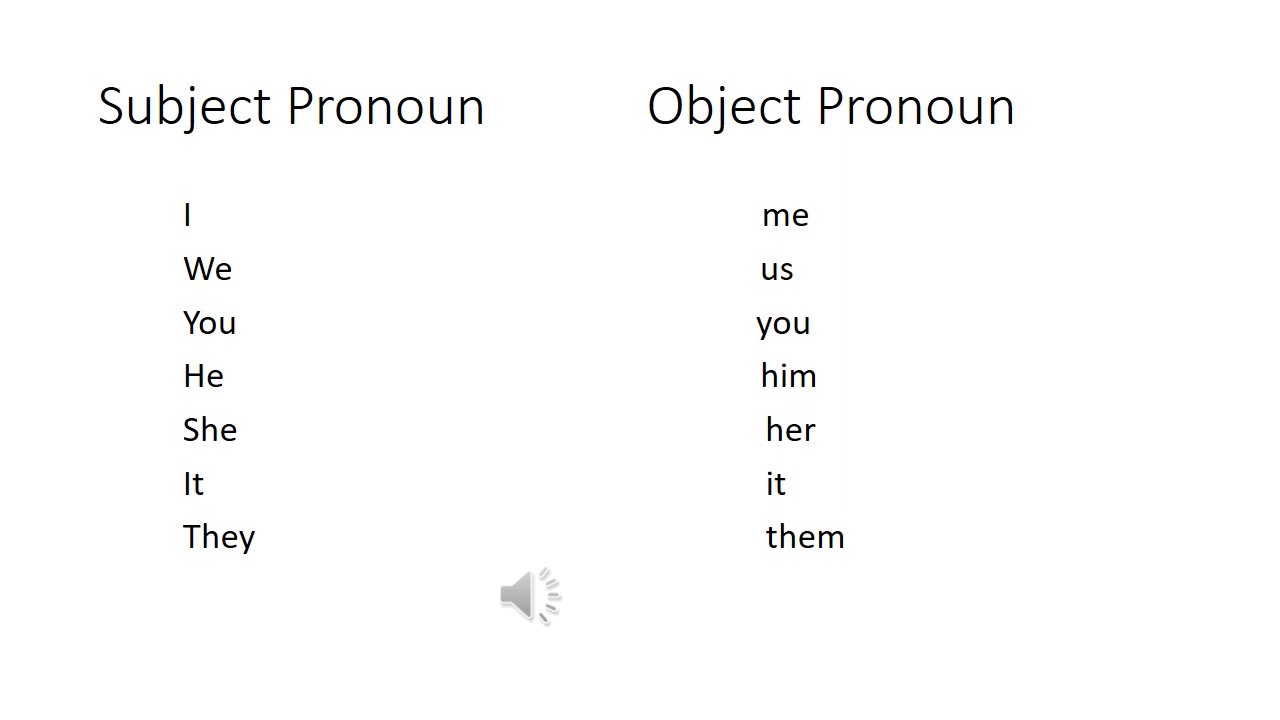 Subject Pronoun Object Pronoun
I me
We us
You you
He him
She her
It it
They them